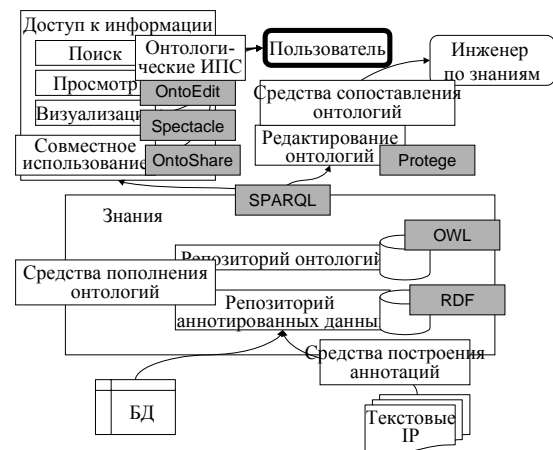 Доступ к информации
Поиск
Просмотр
Визуализаци
Совместное
использование
Онтологи-
ческие ИПС
OntoEdit
Spectacle
OntoShare
Пользователь
Инженер
по знаниям
Средства сопоставления
онтологий
Редактирование
онтологий
Protege
SPARQL
Знания
OWL
Репозиторий онтологий
Средства пополнения
онтологий
RDF
Репозиторий
аннотированных данны
Средства построения
аннотаций
БД
Текстовые
IP